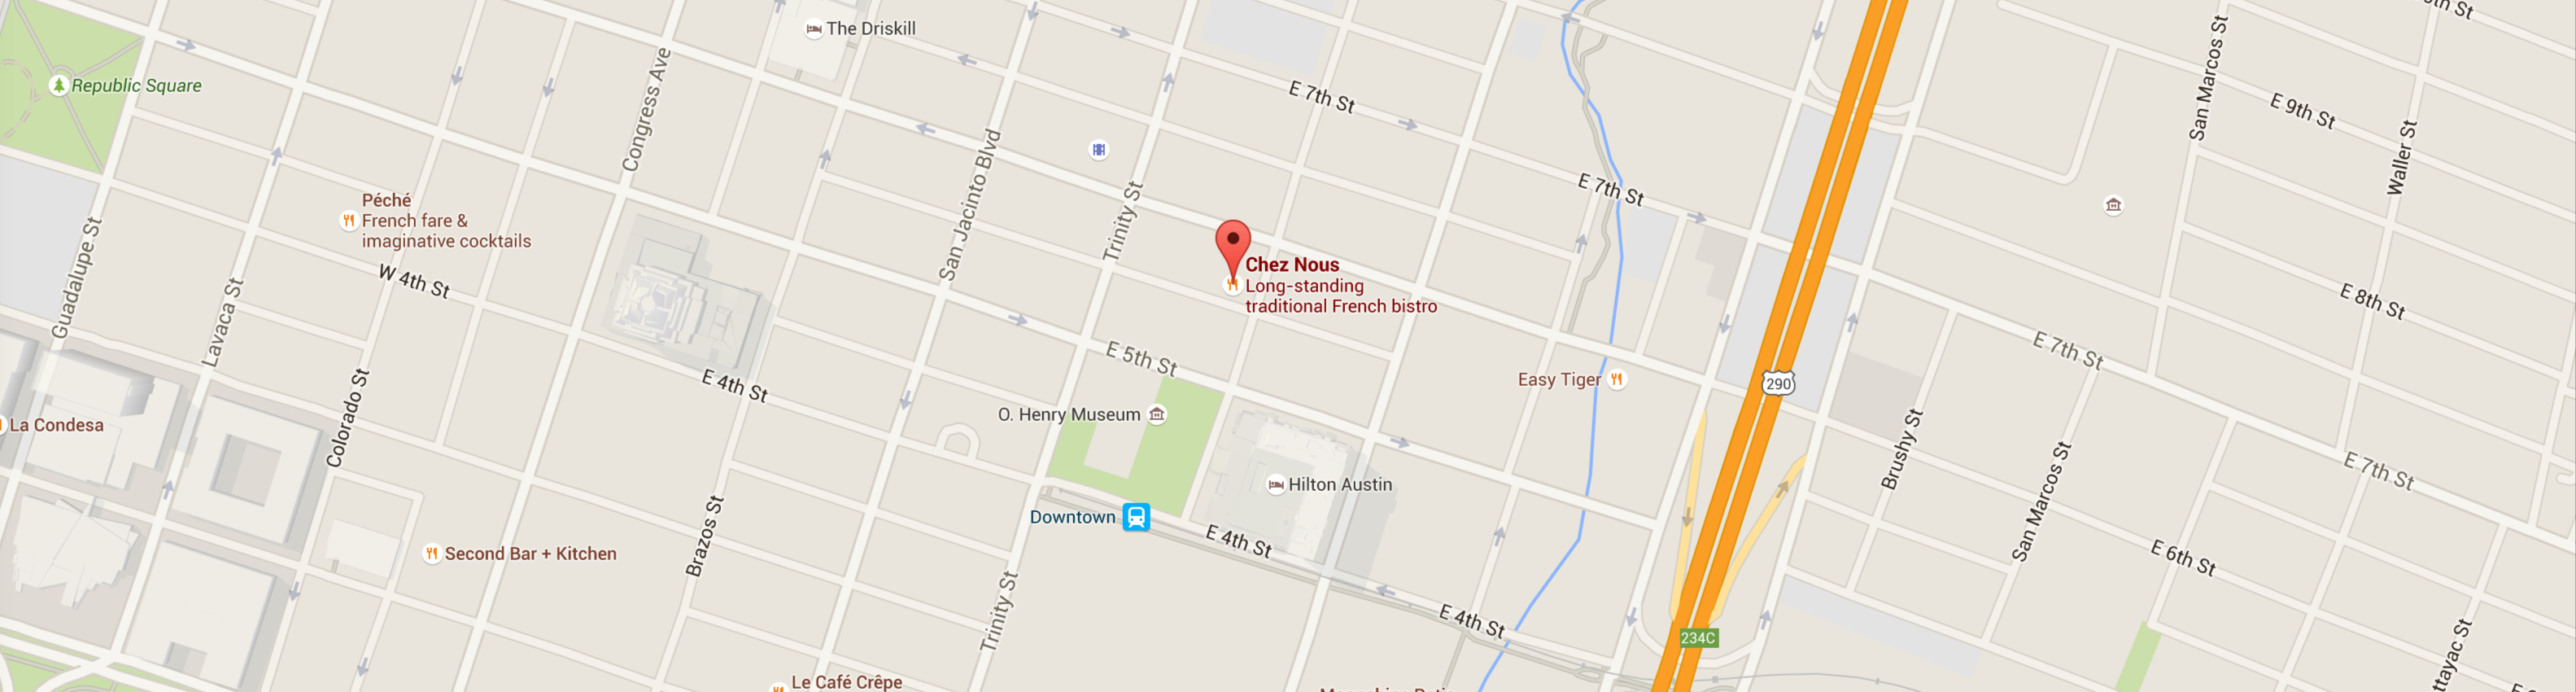 The Driskill
Republic Square
Congress Ave
E 7th St
San Marcos St
E 9th St
Waller St
San Jacinto Blvd
Trinity St
E 7th St
Péché
French fare &
imaginative cocktails
Guadalupe St
Lavaca St
W 4th St
Chez Nous
Long-standing
traditional French bistro
E 8th St
E 7th St
E 5th St
E 4th St
Easy Tiger
290
O. Henry Museum
La Condesa
Colorado St
Brushy St
San Marcos St
E 7th St
Hilton Austin
Downtown
E 4th St
Brazos St
Second Bar + Kitchen
E 6th St
Trinity St
E 4th St
234C
Le Café Crêpe